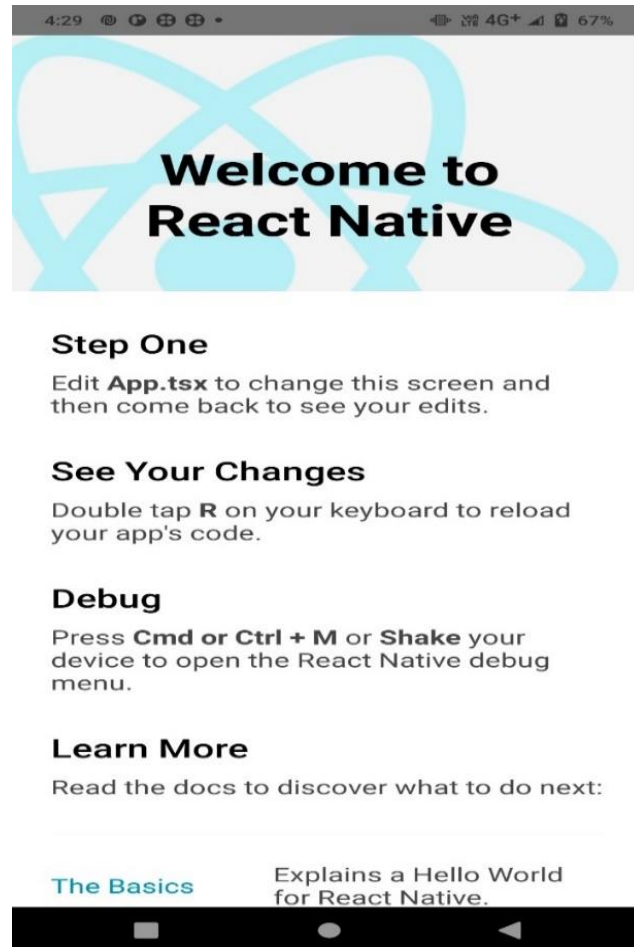 4:29 4G+ 67%
Welcome to
React Native
Step One
Edit App.tsx to change this screen and
then come back to see your edits.
See Your Changes
Double tap R on your keyboard to reload
your app's code.
Debug
Press Cmd or Ctrl + M or Shake your
device to open the React Native debug
menu.
Learn More
Read the docs to discover what to do next:
The Basics
Explains a Hello World
for React Native.